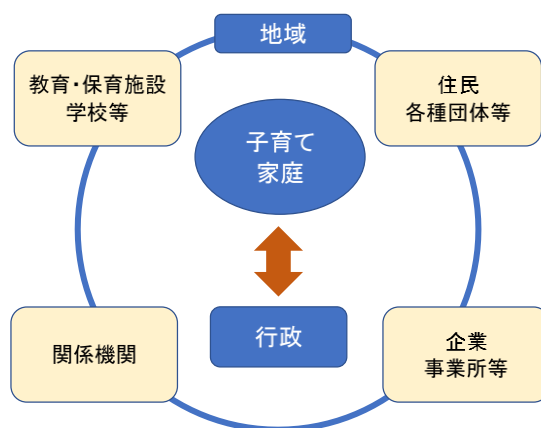 地域
教育・保育施設
学校等
住民
各種団体等
子育て
家庭
行政
関係機関
企業
事業所等